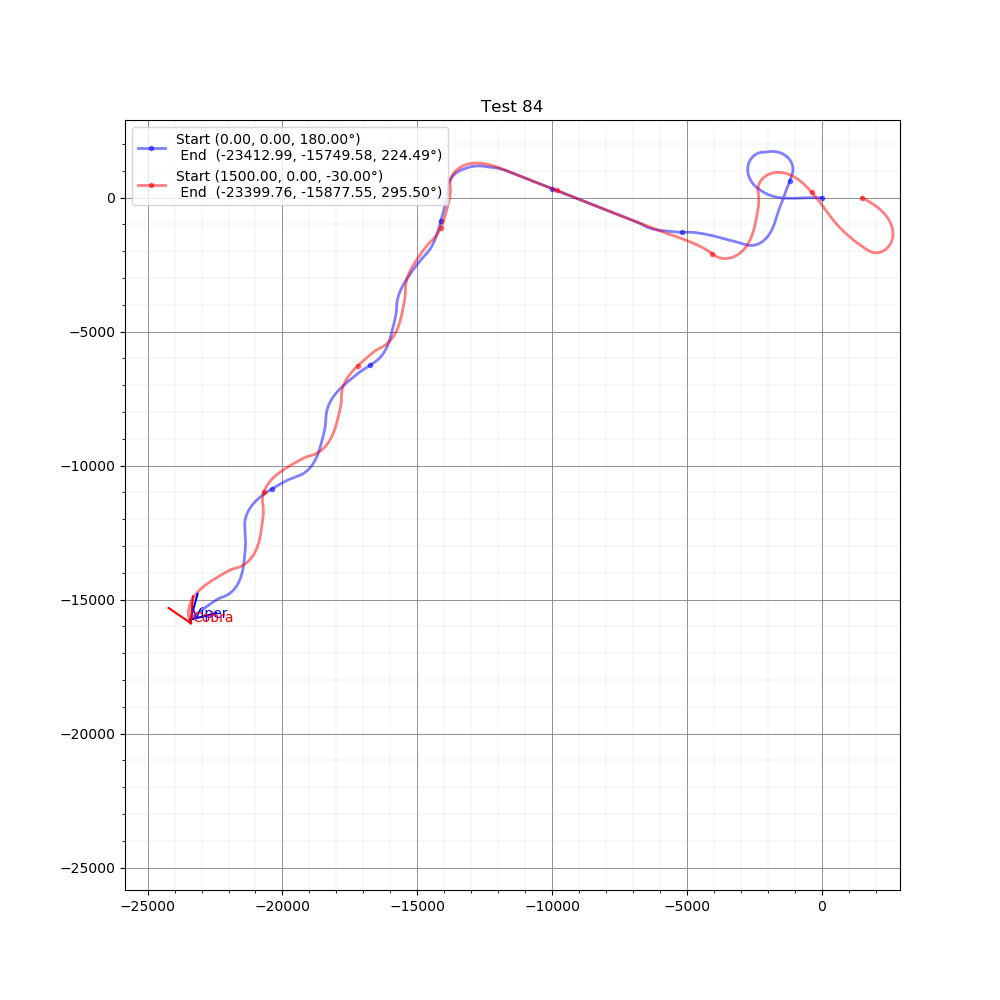 Test 84
Start (0.00, 0.00, 180.00°)
End (-23412.99, -15749.58, 224.49°)
Start (1500.00, 0.00, -30.00°)
End (-23399.76, -15877.55, 295.50°)
0
−5000
−10000
−15000
−20000
−25000
Viper
Cobra
−25000 −20000 −15000 −10000 −5000 0